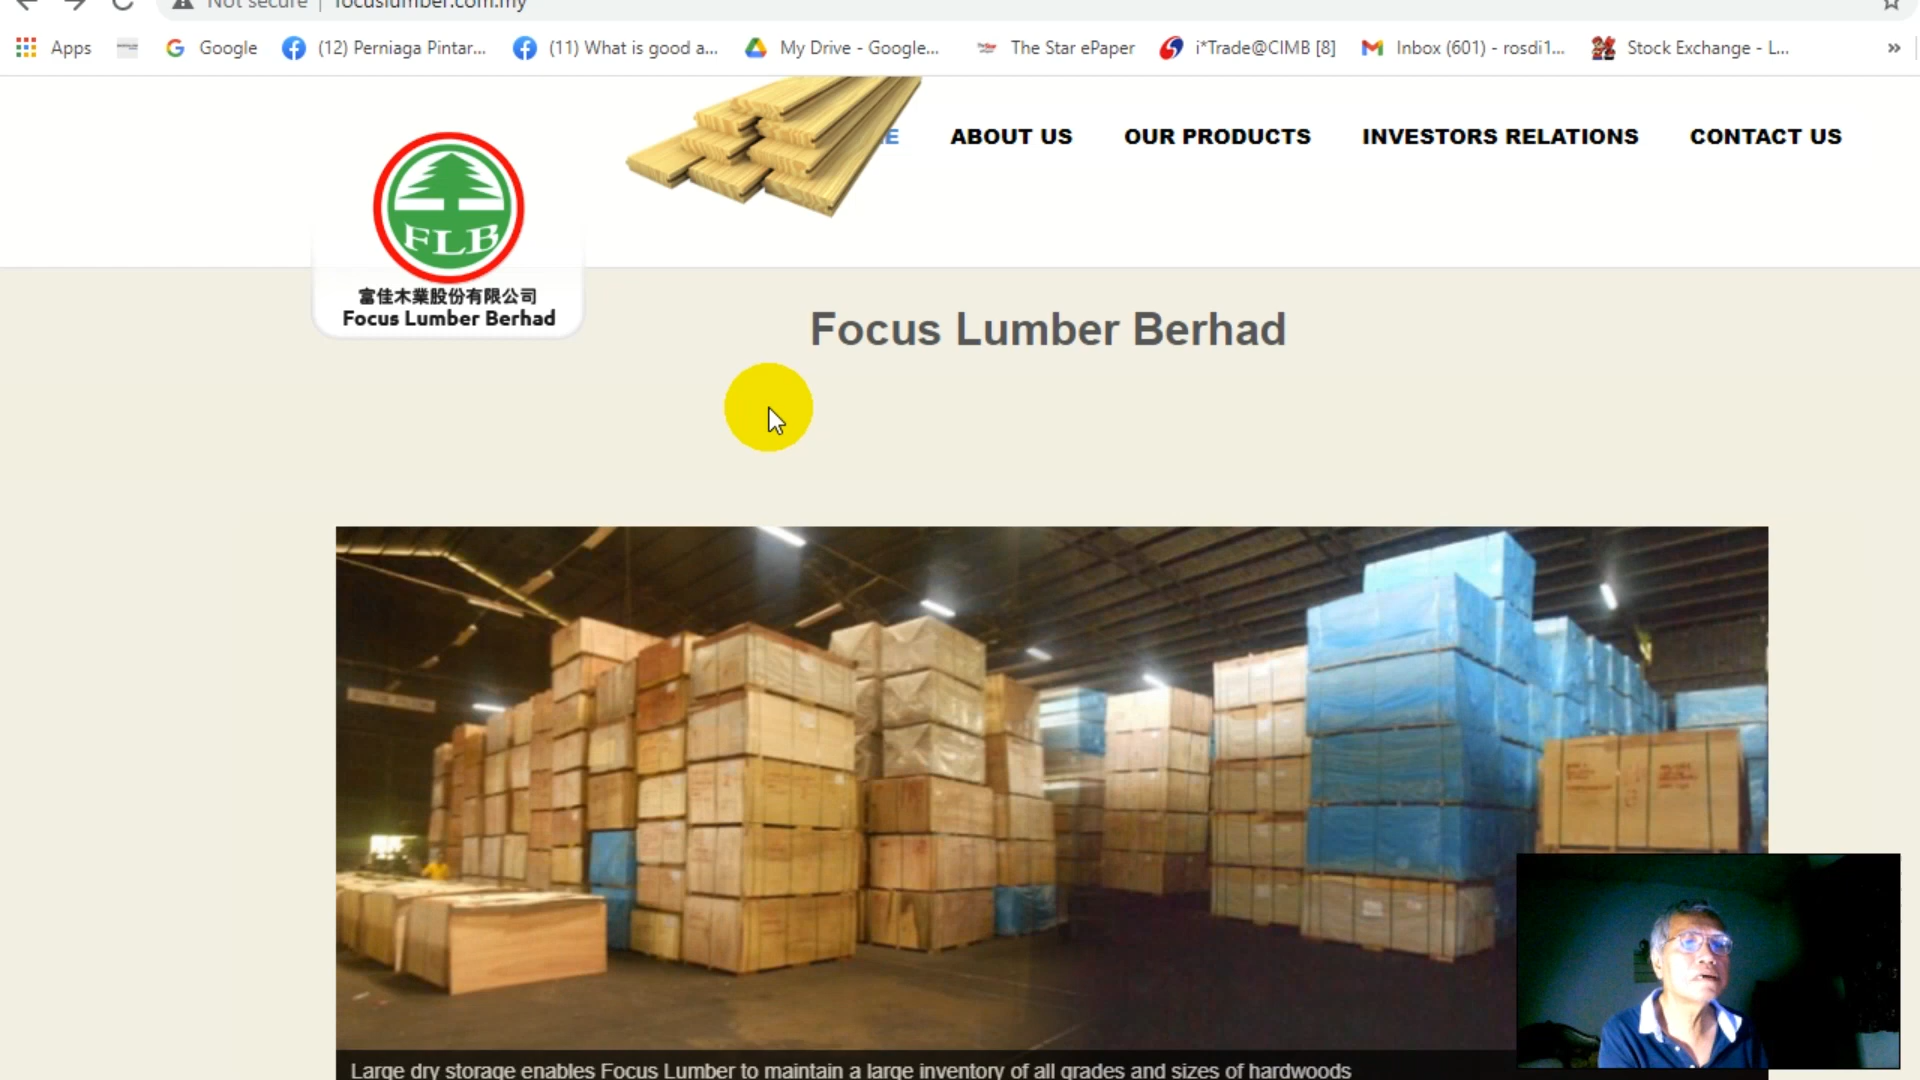 Not secure | focuslumber.com.my
Apps
Google
(12) Perniaga Pintar...
(11) What is good a...
My Drive - Google...
The Star ePaper
i*Trade@CIMB [8]
Inbox (601) - rosdi1...
Stock Exchange - L...
»
E
ABOUT US
OUR PRODUCTS
INVESTORS RELATIONS
CONTACT US
FLB
富佳木業股份有限公司
Focus Lumber Berhad
Focus Lumber Berhad
Large dry storage enables Focus Lumber to maintain a large inventory of all grades and sizes of hardwoods